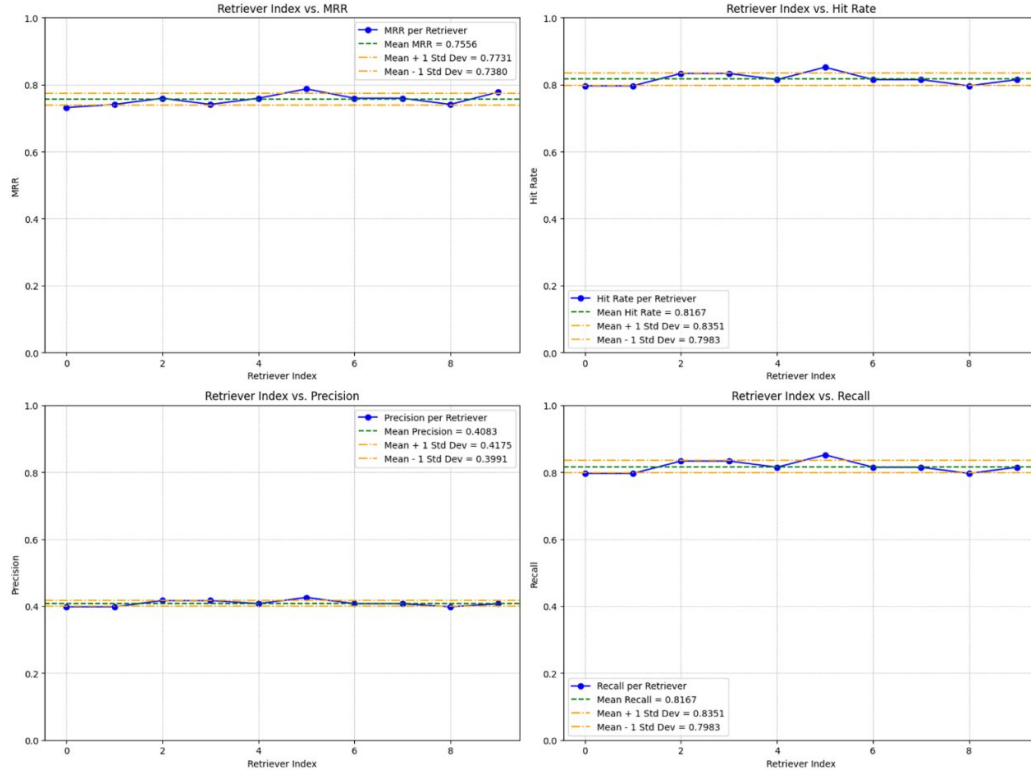 Retriever Index vs. MRR
1.0
0.8
0.6
0.4
0.2
0.0
MRR
MRR per Retriever
Mean MRR = 0.7556
Mean + 1 Std Dev = 0.7731
Mean - 1 Std Dev = 0.7380
0 2 4 6 8
Retriever Index
Retriever Index vs. Hit Rate
1.0
0.8
0.6
0.4
0.2
0.0
Hit Rate
Hit Rate per Retriever
Mean Hit Rate = 0.8167
Mean + 1 Std Dev = 0.8351
Mean - 1 Std Dev = 0.7983
0 2 4 6 8
Retriever Index
Retriever Index vs. Precision
1.0
0.8
0.6
0.4
0.2
0.0
Precision
Precision per Retriever
Mean Precision = 0.4083
Mean + 1 Std Dev = 0.4175
Mean - 1 Std Dev = 0.3991
0 2 4 6 8
Retriever Index
Retriever Index vs. Recall
1.0
0.8
0.6
0.4
0.2
0.0
Recall
Recall per Retriever
Mean Recall = 0.8167
Mean + 1 Std Dev = 0.8351
Mean - 1 Std Dev = 0.7983
0 2 4 6 8
Retriever Index